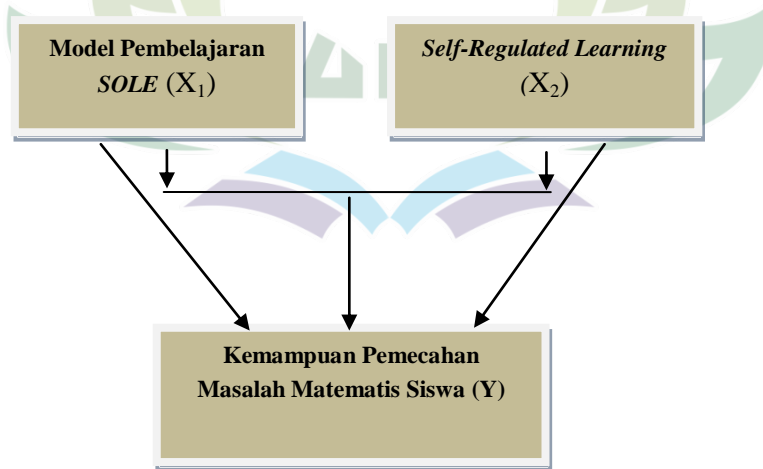 Model Pembelajaran
SOLE (X₁)
Self-Regulated Learning
(X₂)
Kemampuan Pemecahan
Masalah Matematis Siswa (Y)